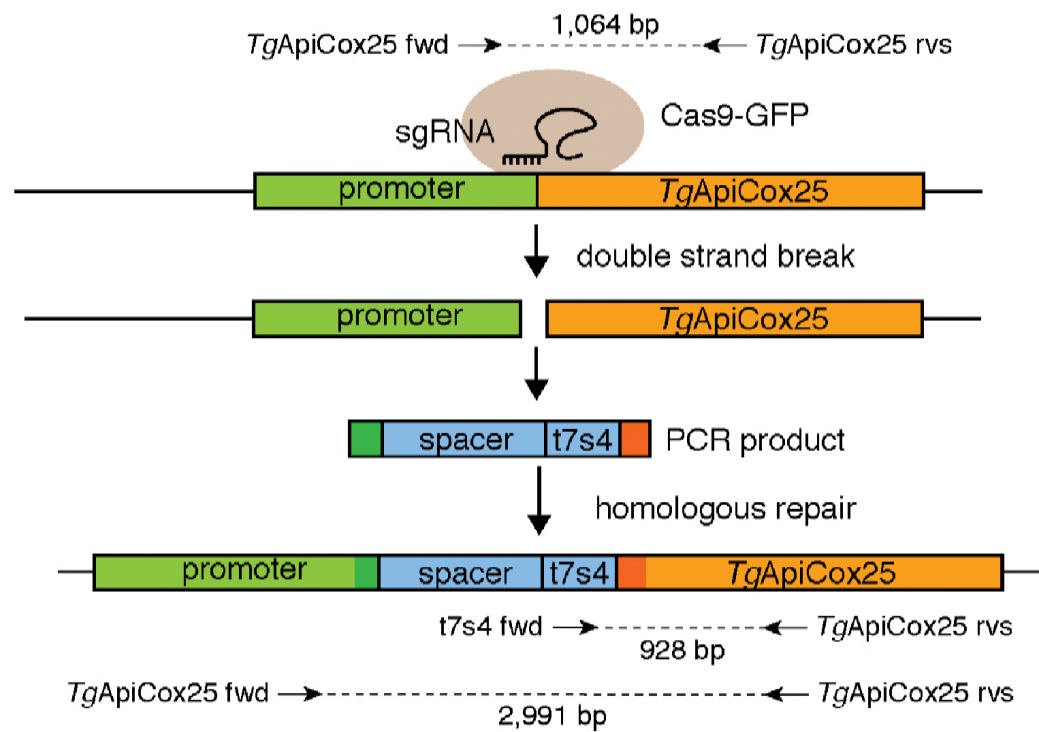 1,064 bp
TgApiCox25 fwd TgApiCox25 rvs
sgRNA Cas9-GFP
promoter TgApiCox25
double strand break
promoter TgApiCox25
spacer t7s4 PCR product
homologous repair
promoter spacer t7s4 TgApiCox25
t7s4 fwd TgApiCox25 rvs
928 bp
TgApiCox25 fwd TgApiCox25 rvs
2,991 bp